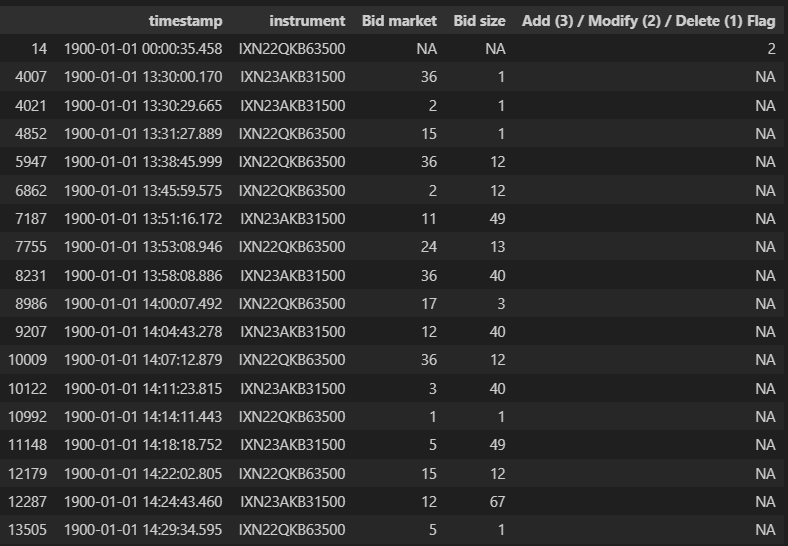 timestamp instrument Bid market Bid size Add (3) / Modify (2) / Delete (1) Flag
14 1900-01-01 00:00:35.458 IXN22QKB63500 NA NA 2
4007 1900-01-01 13:30:00.170 IXN23AKB31500 36 1 NA
4021 1900-01-01 13:30:29.665 IXN23AKB31500 2 1 NA
4852 1900-01-01 13:31:27.889 IXN22QKB63500 15 1 NA
5947 1900-01-01 13:38:45.999 IXN22QKB63500 36 12 NA
6862 1900-01-01 13:45:59.575 IXN22QKB63500 2 12 NA
7187 1900-01-01 13:51:16.172 IXN23AKB31500 11 49 NA
7755 1900-01-01 13:53:08.946 IXN22QKB63500 24 13 NA
8231 1900-01-01 13:58:08.886 IXN23AKB31500 36 40 NA
8986 1900-01-01 14:00:07.492 IXN22QKB63500 17 3 NA
9207 1900-01-01 14:04:43.278 IXN23AKB31500 12 40 NA
10009 1900-01-01 14:07:12.879 IXN22QKB63500 36 12 NA
10122 1900-01-01 14:11:23.815 IXN23AKB31500 3 40 NA
10992 1900-01-01 14:14:11.443 IXN22QKB63500 1 1 NA
11148 1900-01-01 14:18:18.752 IXN23AKB31500 5 49 NA
12179 1900-01-01 14:22:02.805 IXN22QKB63500 15 12 NA
12287 1900-01-01 14:24:43.460 IXN23AKB31500 12 67 NA
13505 1900-01-01 14:29:34.595 IXN22QKB63500 5 1 NA